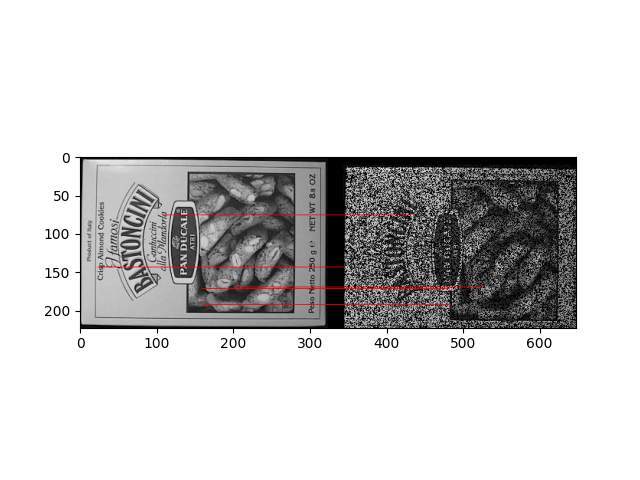 0
50
100
150
200
Product of Italy
Crisp Almond Cookies
Famosi
BASTONCINI
Cantuccini
alla Mandorla
PAN DUCALE
ATRI
Peso Netto 250 g ℮ NET WT 8.8 OZ
0 100 200 300 400 500 600